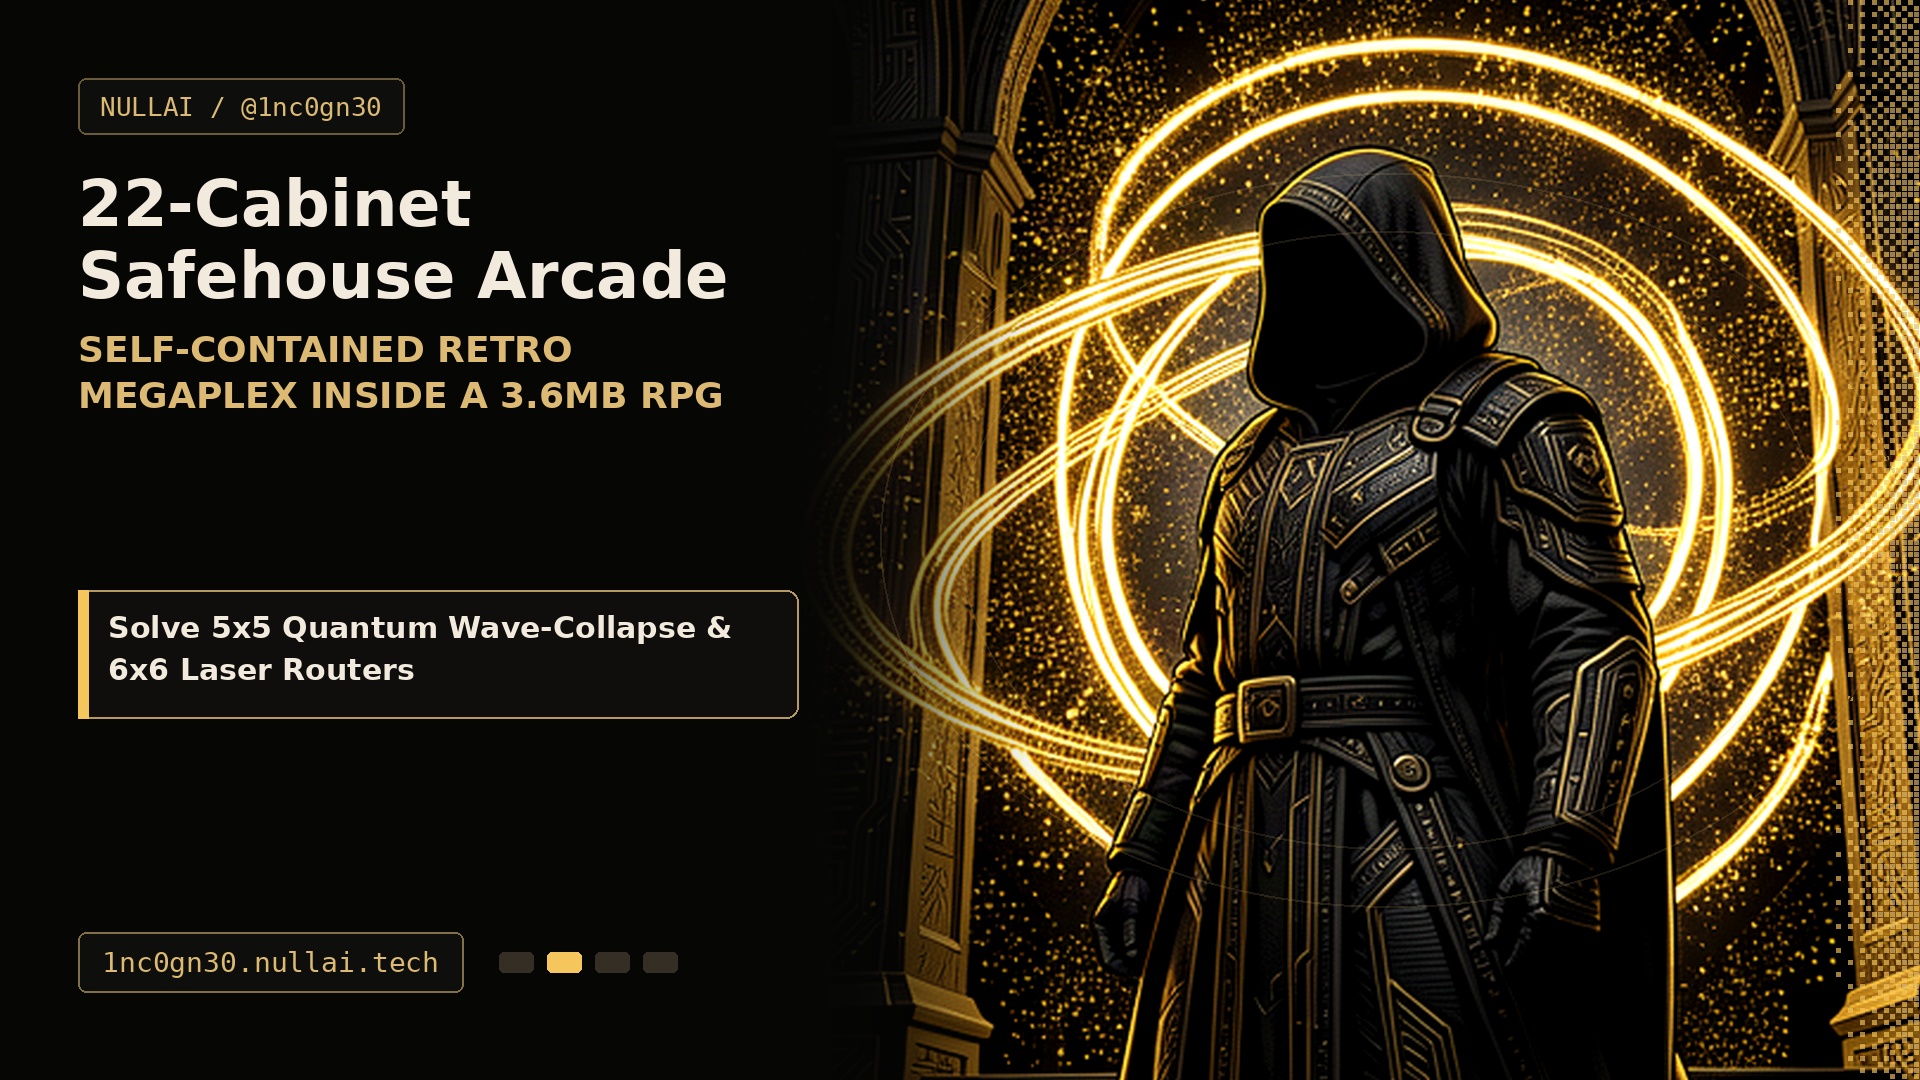 NULLAI / @1nc0gn30
22-Cabinet
Safehouse Arcade
SELF-CONTAINED RETRO
MEGAPLEX INSIDE A 3.6MB RPG
Solve 5x5 Quantum Wave-Collapse &
6x6 Laser Routers
1nc0gn30.nullai.tech